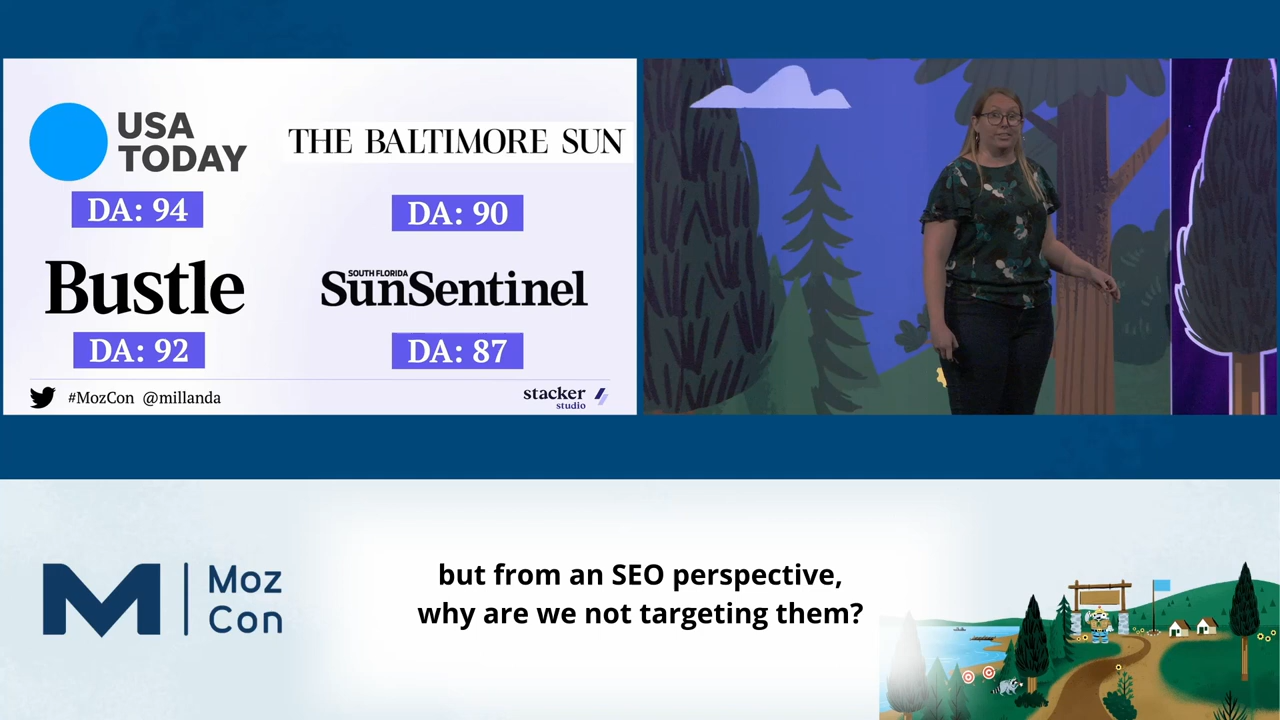 USA
TODAY
DA: 94
THE BALTIMORE SUN
DA: 90
Bustle
DA: 92
SOUTH FLORIDA
SunSentinel
DA: 87
#MozCon @millanda
stacker
studio
Moz
Con
but from an SEO perspective,
why are we not targeting them?